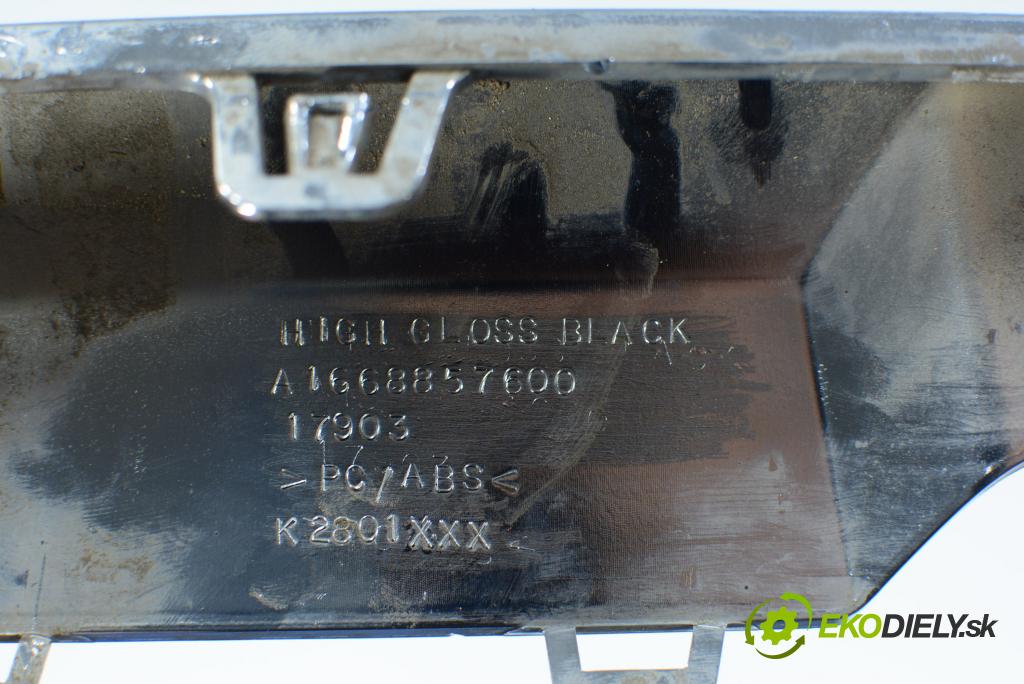 HIGH GLOSS BLACK
A1668857600
17903
>PC/ABS<
K2801XXX
EKODIELY.sk